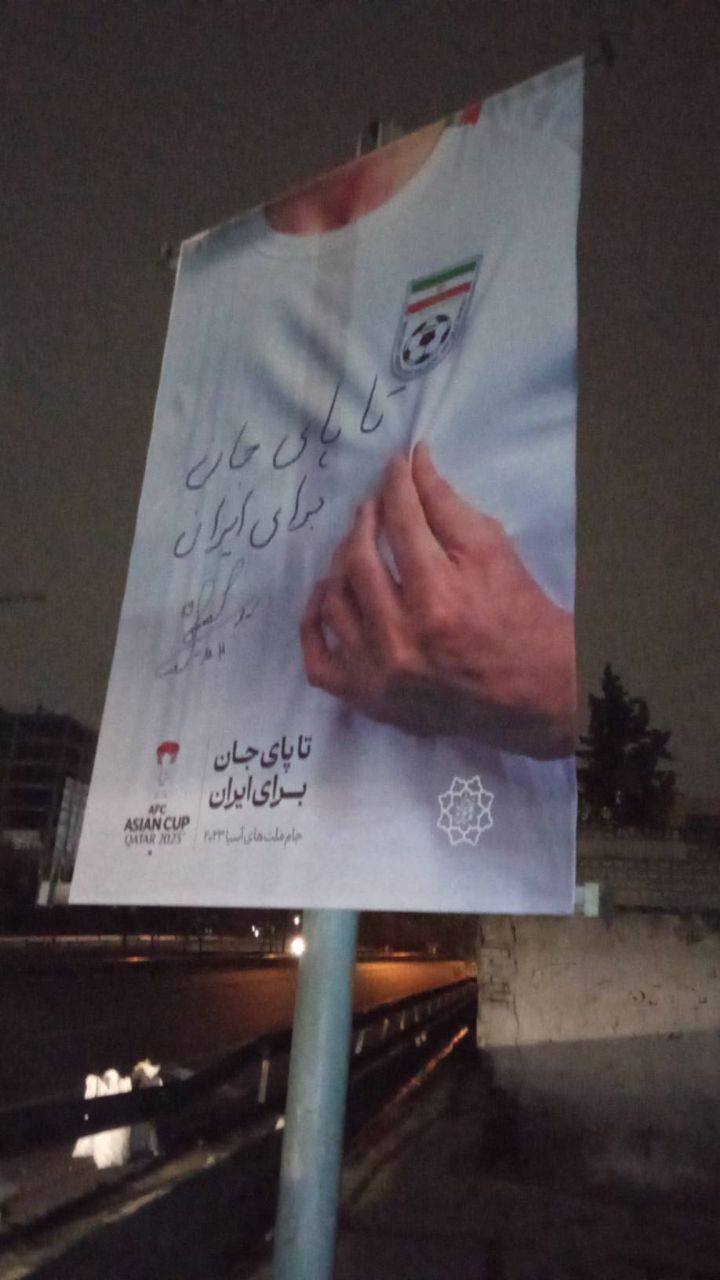 تا پای جان
برای ایران
تا پای جان
برای ایران
جام ملت‌های آسیا ۲۰۲۳
AFC
ASIAN CUP
QATAR 2023